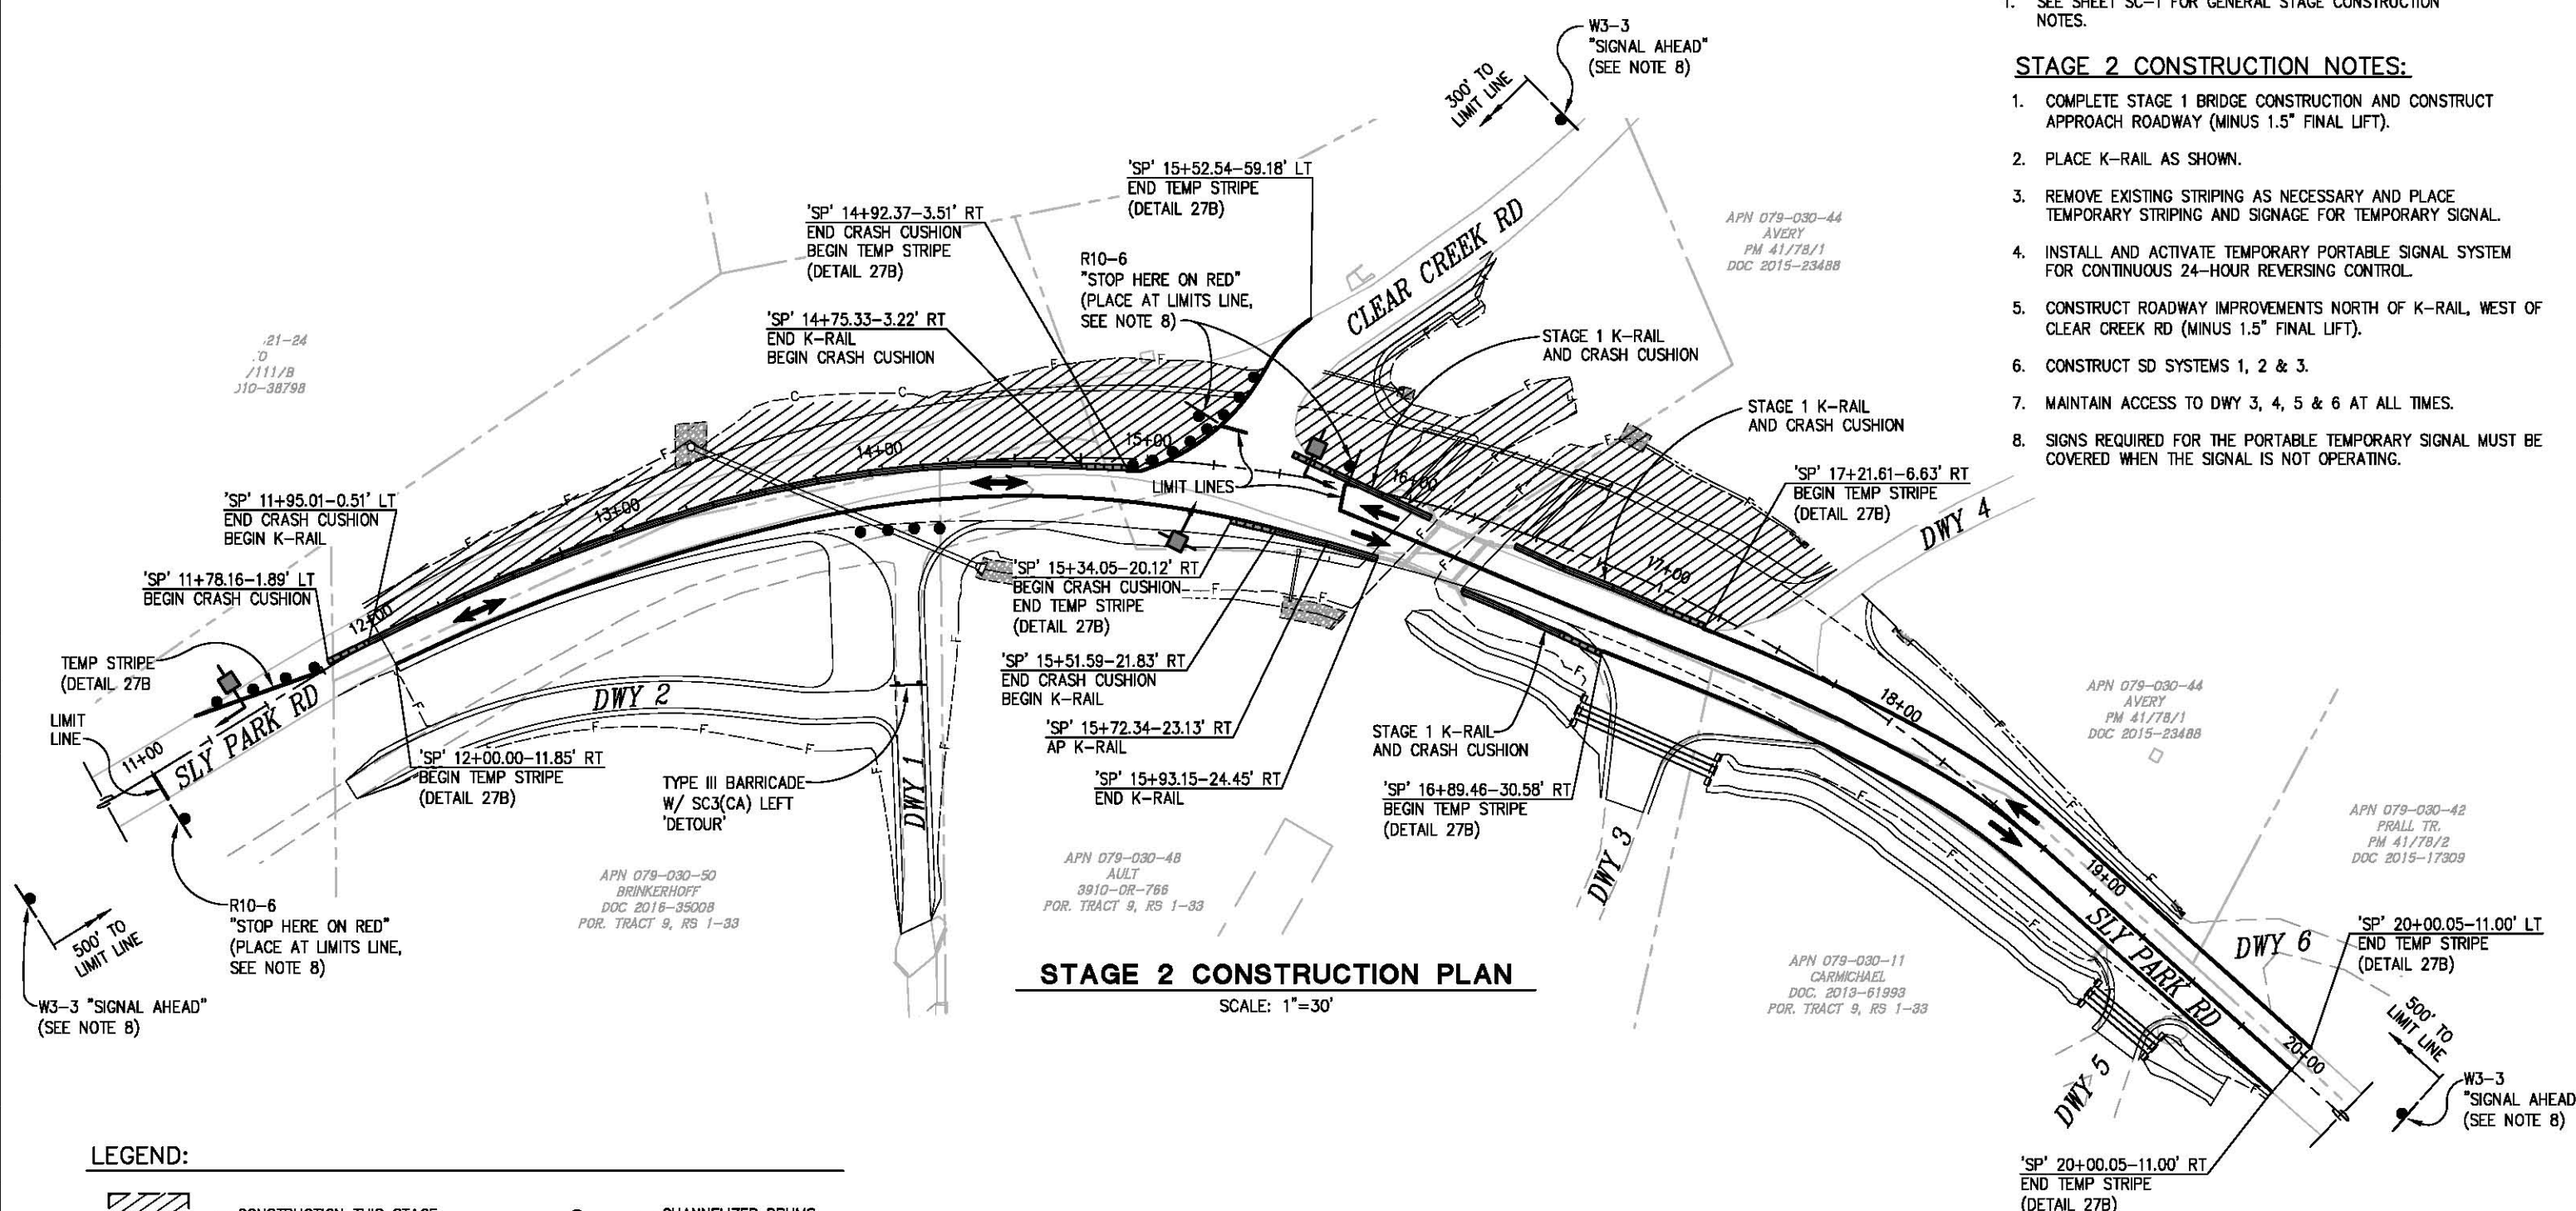 1. SEE SHEET SC-1 FOR GENERAL STAGE CONSTRUCTION
NOTES.
STAGE 2 CONSTRUCTION NOTES:
1. COMPLETE STAGE 1 BRIDGE CONSTRUCTION AND CONSTRUCT
APPROACH ROADWAY (MINUS 1.5" FINAL LIFT).
2. PLACE K-RAIL AS SHOWN.
3. REMOVE EXISTING STRIPING AS NECESSARY AND PLACE
TEMPORARY STRIPING AND SIGNAGE FOR TEMPORARY SIGNAL.
4. INSTALL AND ACTIVATE TEMPORARY PORTABLE SIGNAL SYSTEM
FOR CONTINUOUS 24-HOUR REVERSING CONTROL.
5. CONSTRUCT ROADWAY IMPROVEMENTS NORTH OF K-RAIL, WEST OF
CLEAR CREEK RD (MINUS 1.5" FINAL LIFT).
6. CONSTRUCT SD SYSTEMS 1, 2 & 3.
7. MAINTAIN ACCESS TO DWY 3, 4, 5 & 6 AT ALL TIMES.
8. SIGNS REQUIRED FOR THE PORTABLE TEMPORARY SIGNAL MUST BE
COVERED WHEN THE SIGNAL IS NOT OPERATING.
W3-3
"SIGNAL AHEAD"
(SEE NOTE 8)
300' TO
LIMIT LINE
'SP' 15+52.54-59.18' LT
END TEMP STRIPE
(DETAIL 27B)
'SP' 14+92.37-3.51' RT
END CRASH CUSHION
BEGIN TEMP STRIPE
(DETAIL 27B)
R10-6
"STOP HERE ON RED"
(PLACE AT LIMITS LINE,
SEE NOTE 8)
'SP' 14+75.33-3.22' RT
END K-RAIL
BEGIN CRASH CUSHION
CLEAR CREEK RD
APN 079-030-44
AVERY
PM 41/78/1
DOC 2015-23488
21-24
/111/B
10-38798
STAGE 1 K-RAIL
AND CRASH CUSHION
STAGE 1 K-RAIL
AND CRASH CUSHION
'SP' 17+21.61-6.63' RT
BEGIN TEMP STRIPE
(DETAIL 27B)
DWY 4
'SP' 11+95.01-0.51' LT
END CRASH CUSHION
BEGIN K-RAIL
'SP' 11+78.16-1.89' LT
BEGIN CRASH CUSHION
11+00
12+00
13+00
14+00
15+00
16+00
17+00
18+00
19+00
20+00
LIMIT LINES
C
C
F
F
F
F
F
F
F
F
F
F
F
F
F
F
TEMP STRIPE
(DETAIL 27B
LIMIT
LINE
SLY PARK RD
DWY 2
DWY 1
'SP' 12+00.00-11.85' RT
BEGIN TEMP STRIPE
(DETAIL 27B)
TYPE III BARRICADE
W/ SC3(CA) LEFT
'DETOUR'
'SP' 15+34.05-20.12' RT
BEGIN CRASH CUSHION
END TEMP STRIPE
(DETAIL 27B)
'SP' 15+51.59-21.83' RT
END CRASH CUSHION
BEGIN K-RAIL
'SP' 15+72.34-23.13' RT
AP K-RAIL
'SP' 15+93.15-24.45' RT
END K-RAIL
STAGE 1 K-RAIL
AND CRASH CUSHION
'SP' 16+89.46-30.58' RT
BEGIN TEMP STRIPE
(DETAIL 27B)
DWY 3
APN 079-030-44
AVERY
PM 41/78/1
DOC 2015-23488
APN 079-030-42
PRALL TR.
PM 41/78/2
DOC 2015-17309
R10-6
"STOP HERE ON RED"
(PLACE AT LIMITS LINE,
SEE NOTE 8)
500' TO
LIMIT LINE
W3-3 "SIGNAL AHEAD"
(SEE NOTE 8)
APN 079-030-50
BRINKERHOFF
DOC 2016-35008
POR. TRACT 9, RS 1-33
APN 079-030-48
AULT
3910-OR-766
POR. TRACT 9, RS 1-33
APN 079-030-11
CARMICHAEL
DOC. 2013-61993
POR. TRACT 9, RS 1-33
SLY PARK RD
DWY 6
DWY 5
'SP' 20+00.05-11.00' LT
END TEMP STRIPE
(DETAIL 27B)
500' TO
LIMIT LINE
W3-3
"SIGNAL AHEAD
(SEE NOTE 8)
'SP' 20+00.05-11.00' RT
END TEMP STRIPE
(DETAIL 27B)
STAGE 2 CONSTRUCTION PLAN
SCALE: 1"=30'
LEGEND:
CONSTRUCTION THIS STAGE
CHANNELIZER DRUMS